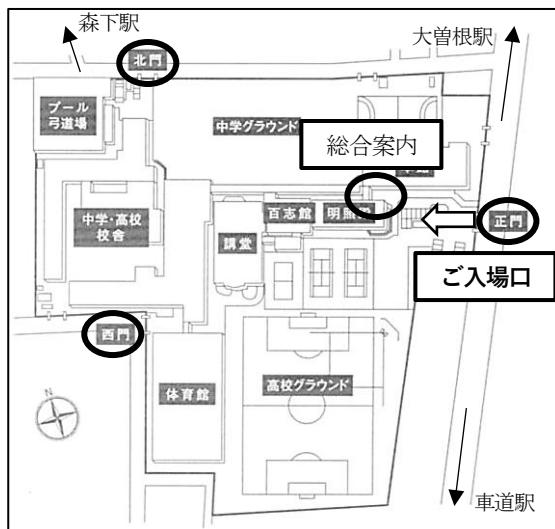 森下駅
大曽根駅
北門
プール
弓道場
中学グラウンド
総合案内
中学・高校
校舎
百志館
明照
正門
講堂
ご入場口
西門
体育館
高校グラウンド
N
車道駅